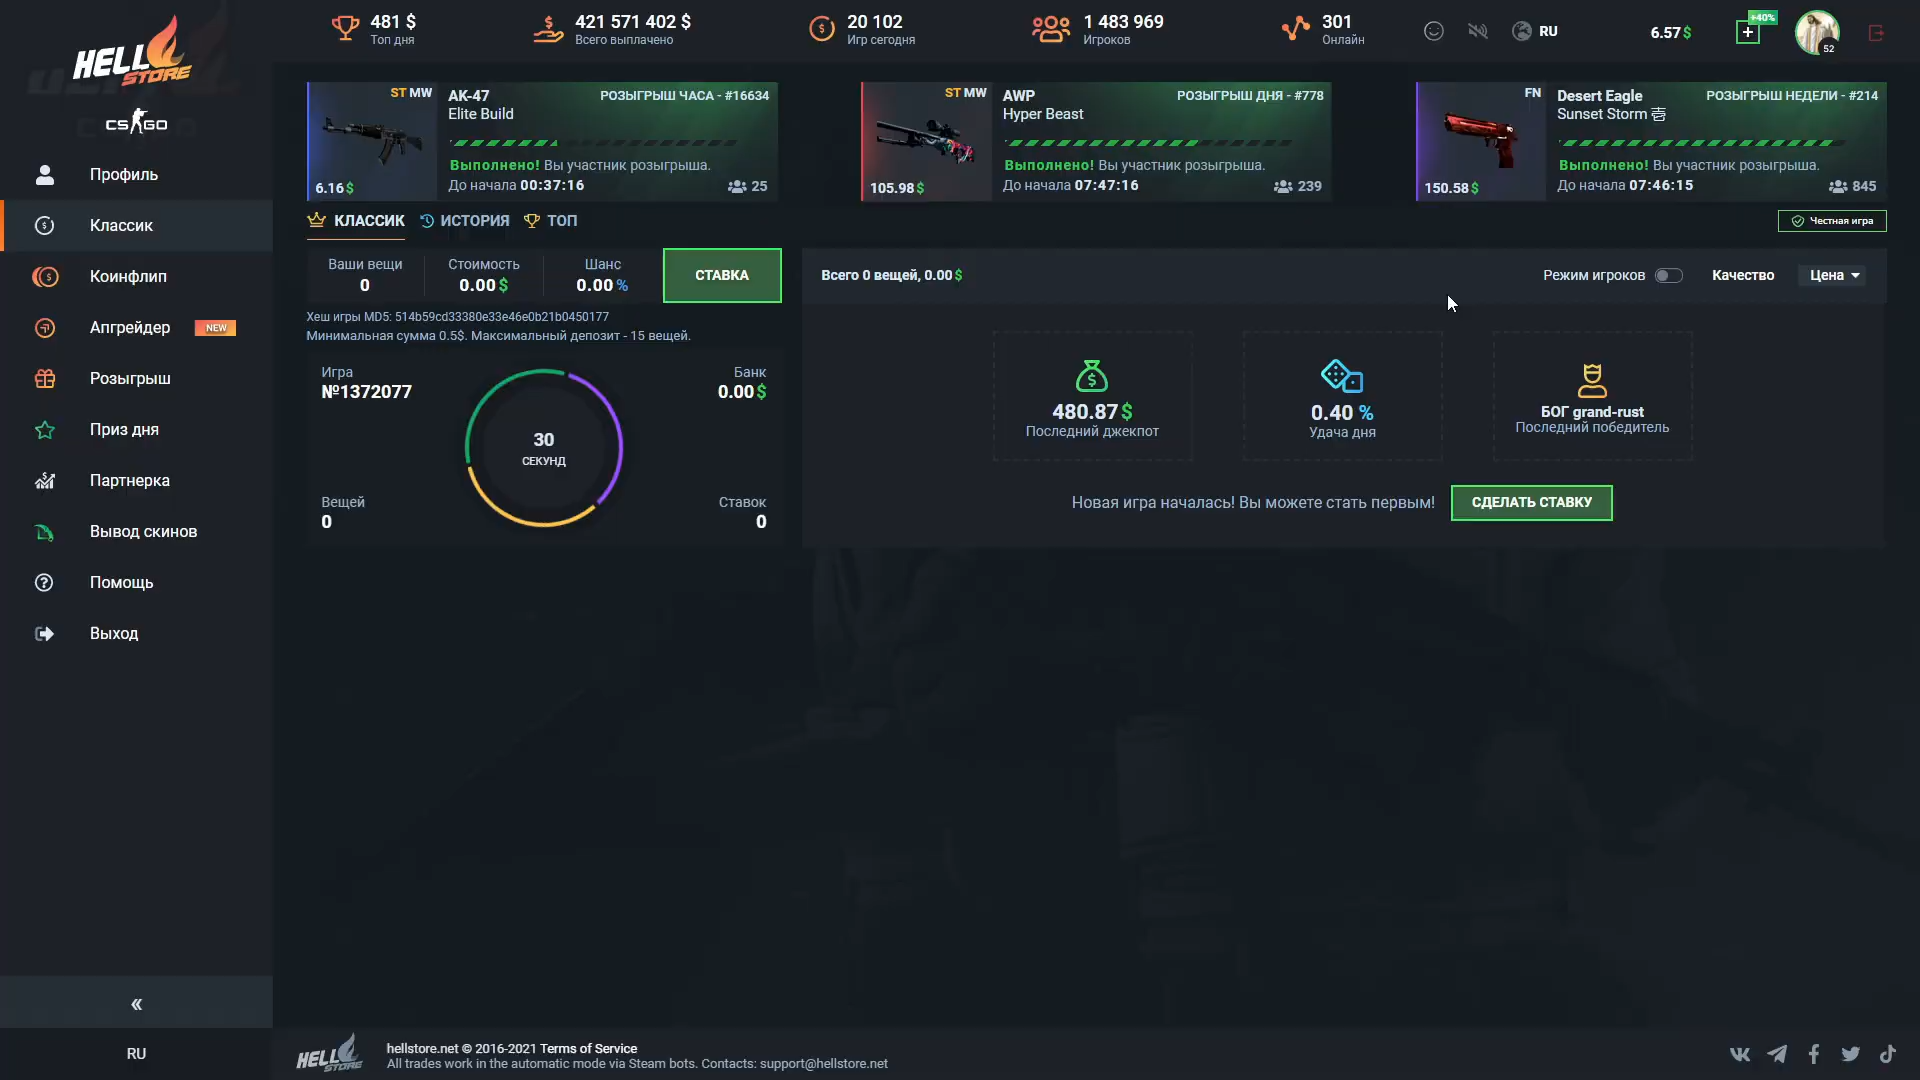 HELL STORE
CS GO
481 $
Топ дня
421 571 402 $
Всего выплачено
20 102
Игр сегодня
1 483 969
Игроков
301
Онлайн
RU
6.57$
+40%
52
Профиль
Классик
Коинфлип
Апгрейдер NEW
Розыгрыш
Приз дня
Партнерка
Вывод скинов
Помощь
Выход
«
RU
ST MW
6.16$
AK-47 РОЗЫГРЫШ ЧАСА - #16634
Elite Build
Выполнено! Вы участник розыгрыша.
До начала 00:37:16 25
ST MW
105.98$
AWP РОЗЫГРЫШ ДНЯ - #778
Hyper Beast
Выполнено! Вы участник розыгрыша.
До начала 07:47:16 239
FN
150.58$
Desert Eagle РОЗЫГРЫШ НЕДЕЛИ - #214
Sunset Storm 壱
Выполнено! Вы участник розыгрыша.
До начала 07:46:15 845
КЛАССИК ИСТОРИЯ ТОП
Честная игра
Ваши вещи
0
Стоимость
0.00$
Шанс
0.00 %
СТАВКА
Хеш игры MD5: 514b59cd33380e33e46e0b21b0450177
Минимальная сумма 0.5$. Максимальный депозит - 15 вещей.
Игра
№1372077
Банк
0.00$
30
СЕКУНД
Вещей
0
Ставок
0
Всего 0 вещей, 0.00$
Режим игроков Качество Цена
480.87$
Последний джекпот
0.40 %
Удача дня
БОГ grand-rust
Последний победитель
Новая игра началась! Вы можете стать первым! СДЕЛАТЬ СТАВКУ
HELL STORE
hellstore.net © 2016-2021 Terms of Service
All trades work in the automatic mode via Steam bots. Contacts: support@hellstore.net